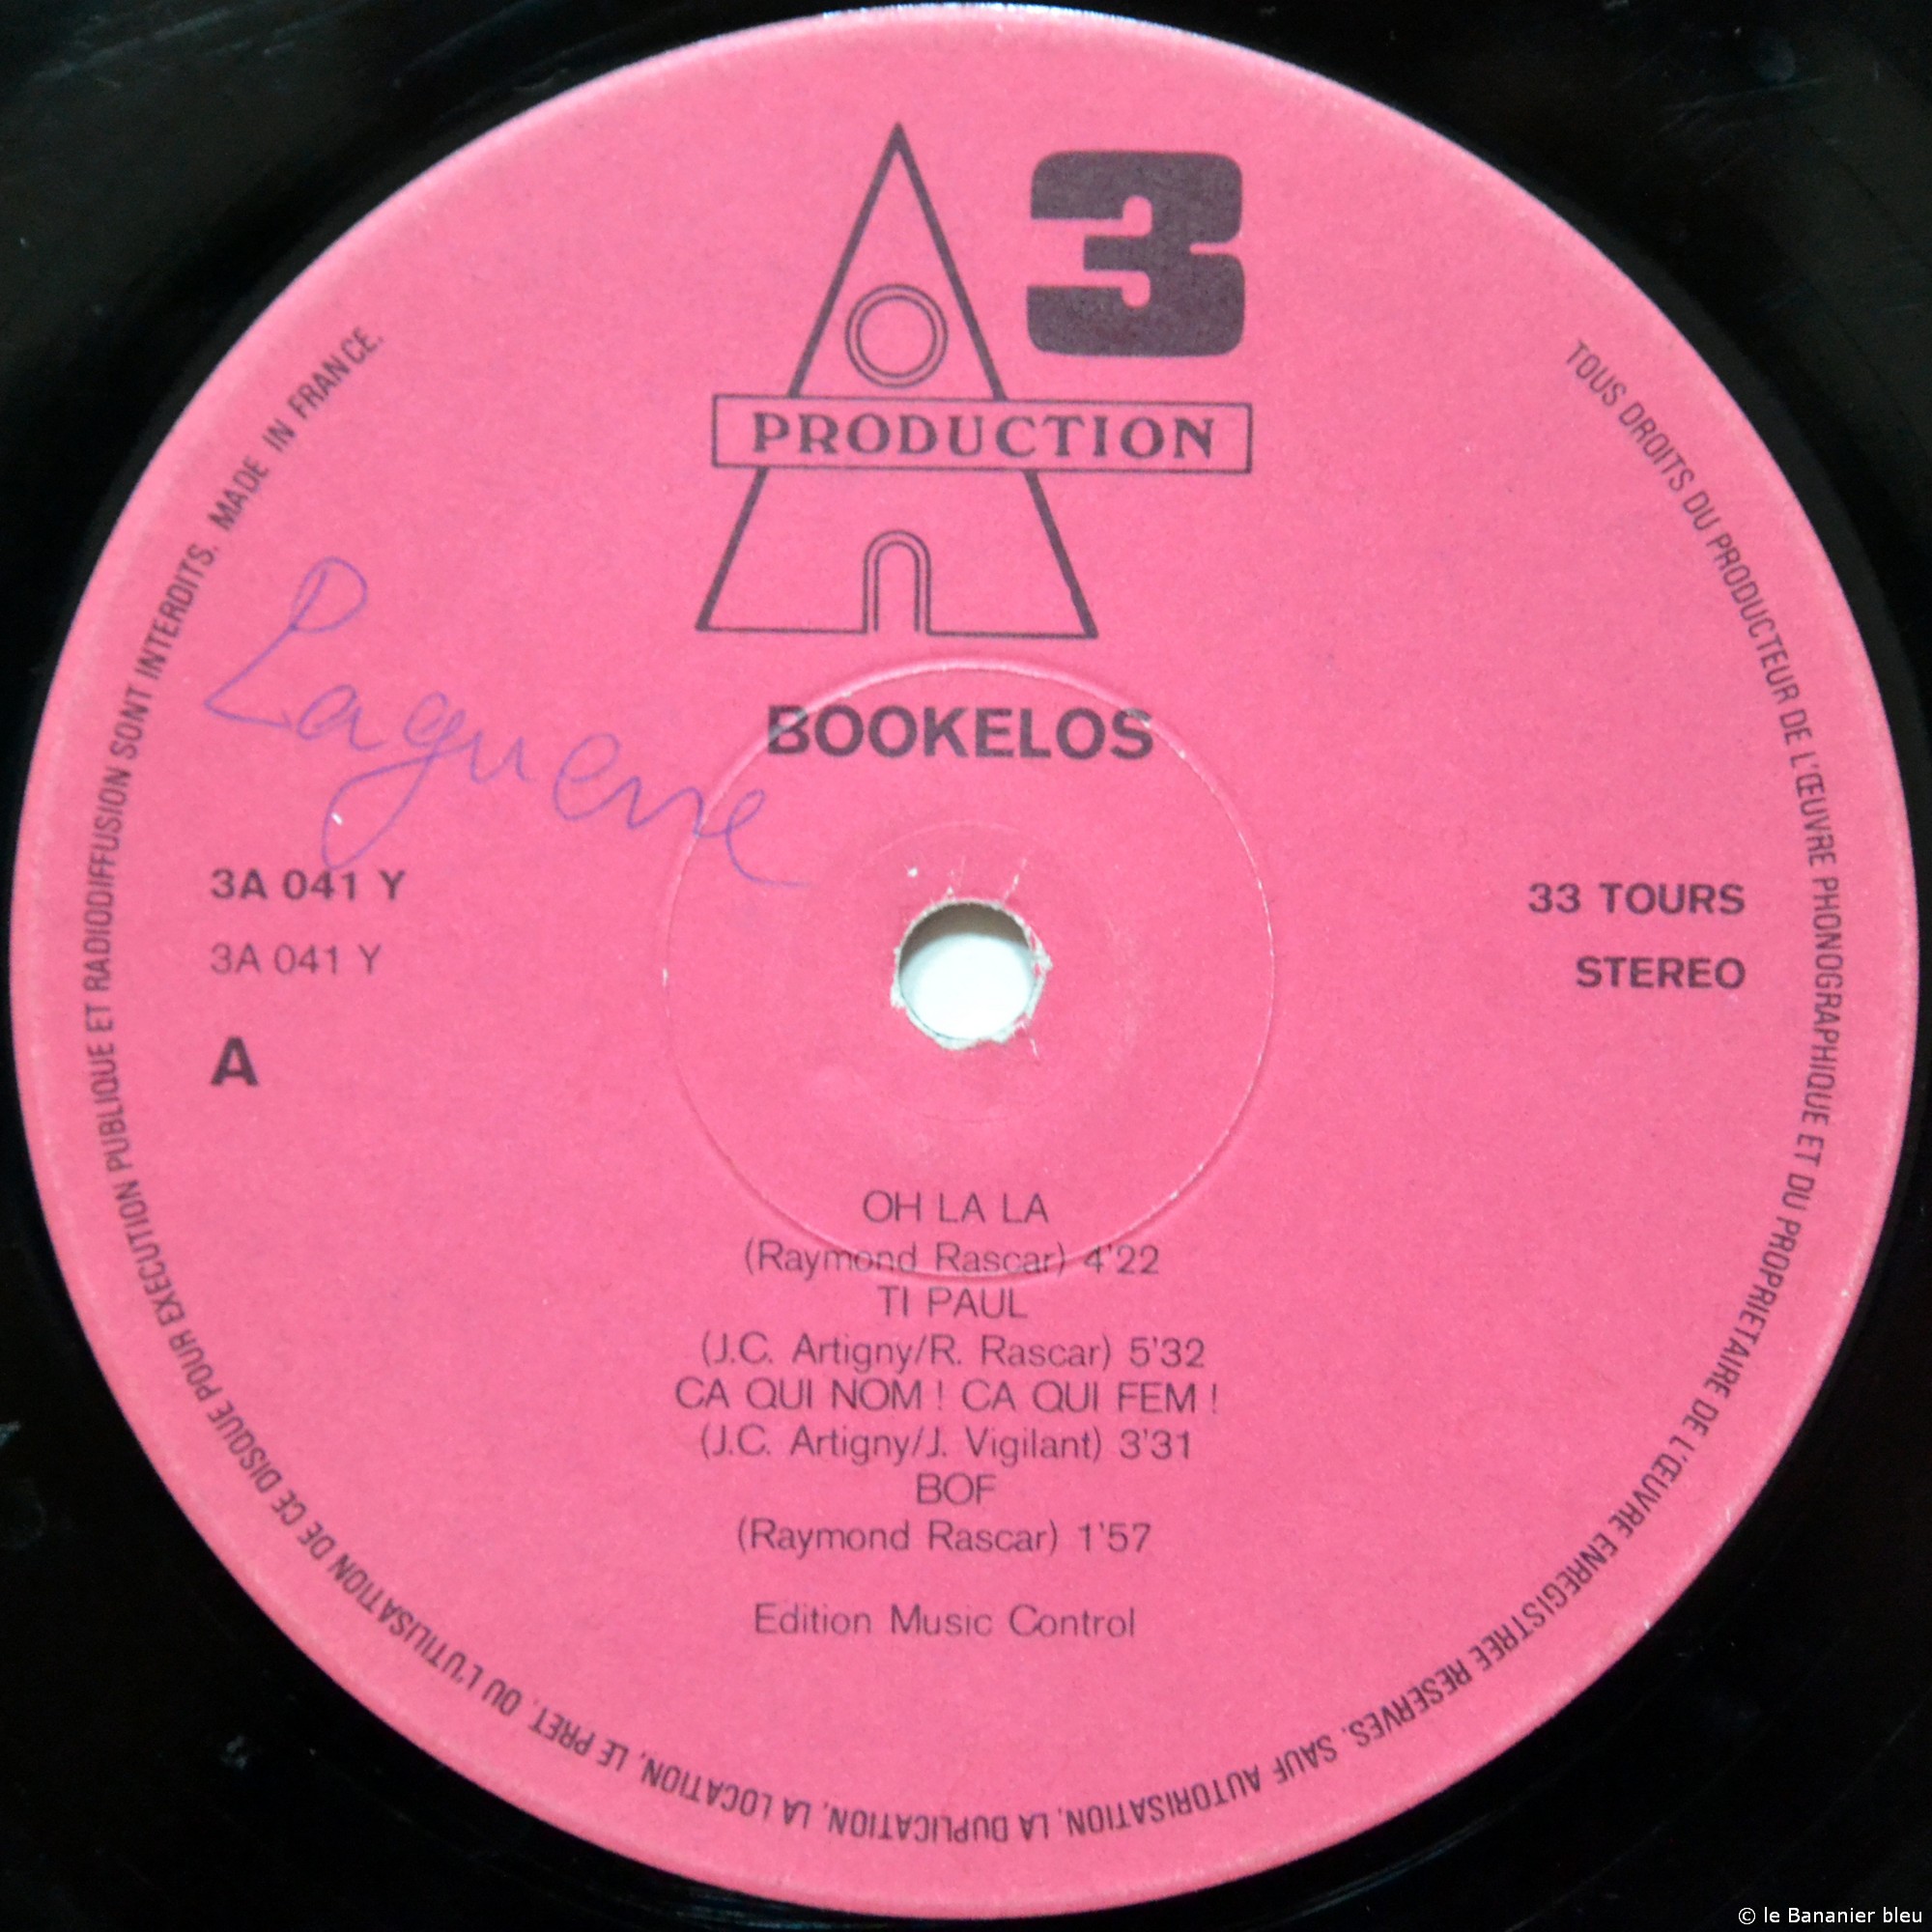 3
PRODUCTION
BOOKELOS
Laguerre
3A 041 Y
3A 041 Y
A
33 TOURS
STEREO
OH LA LA
(Raymond Rascar) 4'22
TI PAUL
(J.C. Artigny/R. Rascar) 5'32
CA QUI NOM ! CA QUI FEM !
(J.C. Artigny/J. Vigilant) 3'31
BOF
(Raymond Rascar) 1'57
Edition Music Control
TOUS DROITS DU PRODUCTEUR DE L'ŒUVRE PHONOGRAPHIQUE ET DU PROPRIETAIRE DE L'ŒUVRE ENREGISTREE RESERVES. SAUF AUTORISATION, LA DUPLICATION, LA LOCATION, LE PRET, OU L'UTILISATION DE CE DISQUE POUR EXECUTION PUBLIQUE ET RADIODIFFUSION SONT INTERDITS. MADE IN FRANCE.
© le Bananier bleu